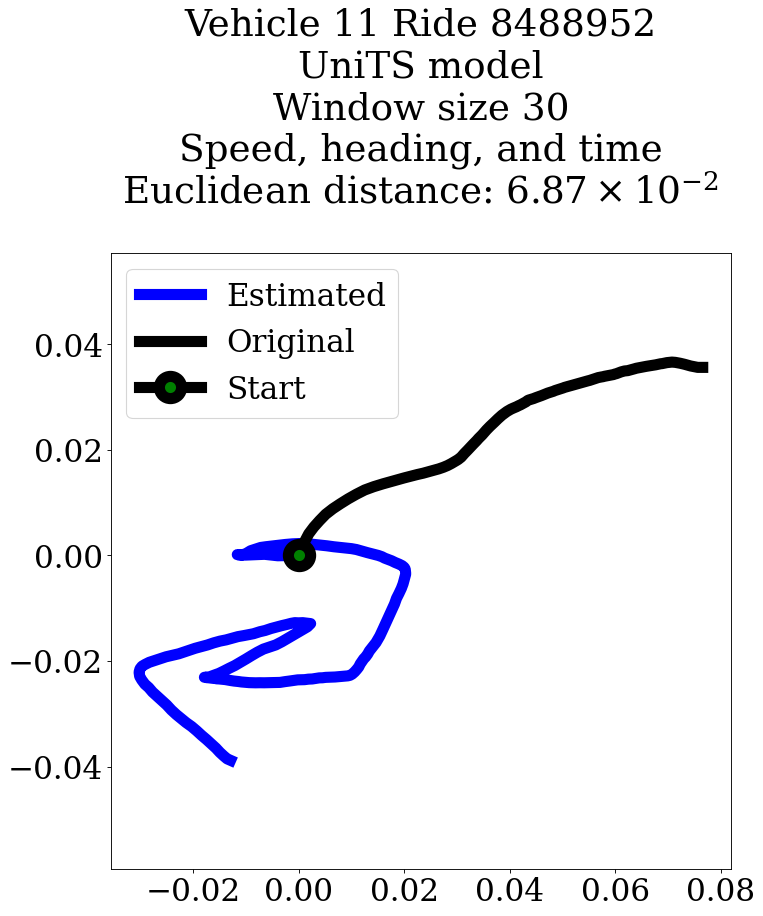 Vehicle 11 Ride 8488952
UniTS model
Window size 30
Speed, heading, and time
Euclidean distance: 6.87 × 10⁻²
Estimated
Original
Start
0.04
0.02
0.00
−0.02
−0.04
−0.02 0.00 0.02 0.04 0.06 0.08